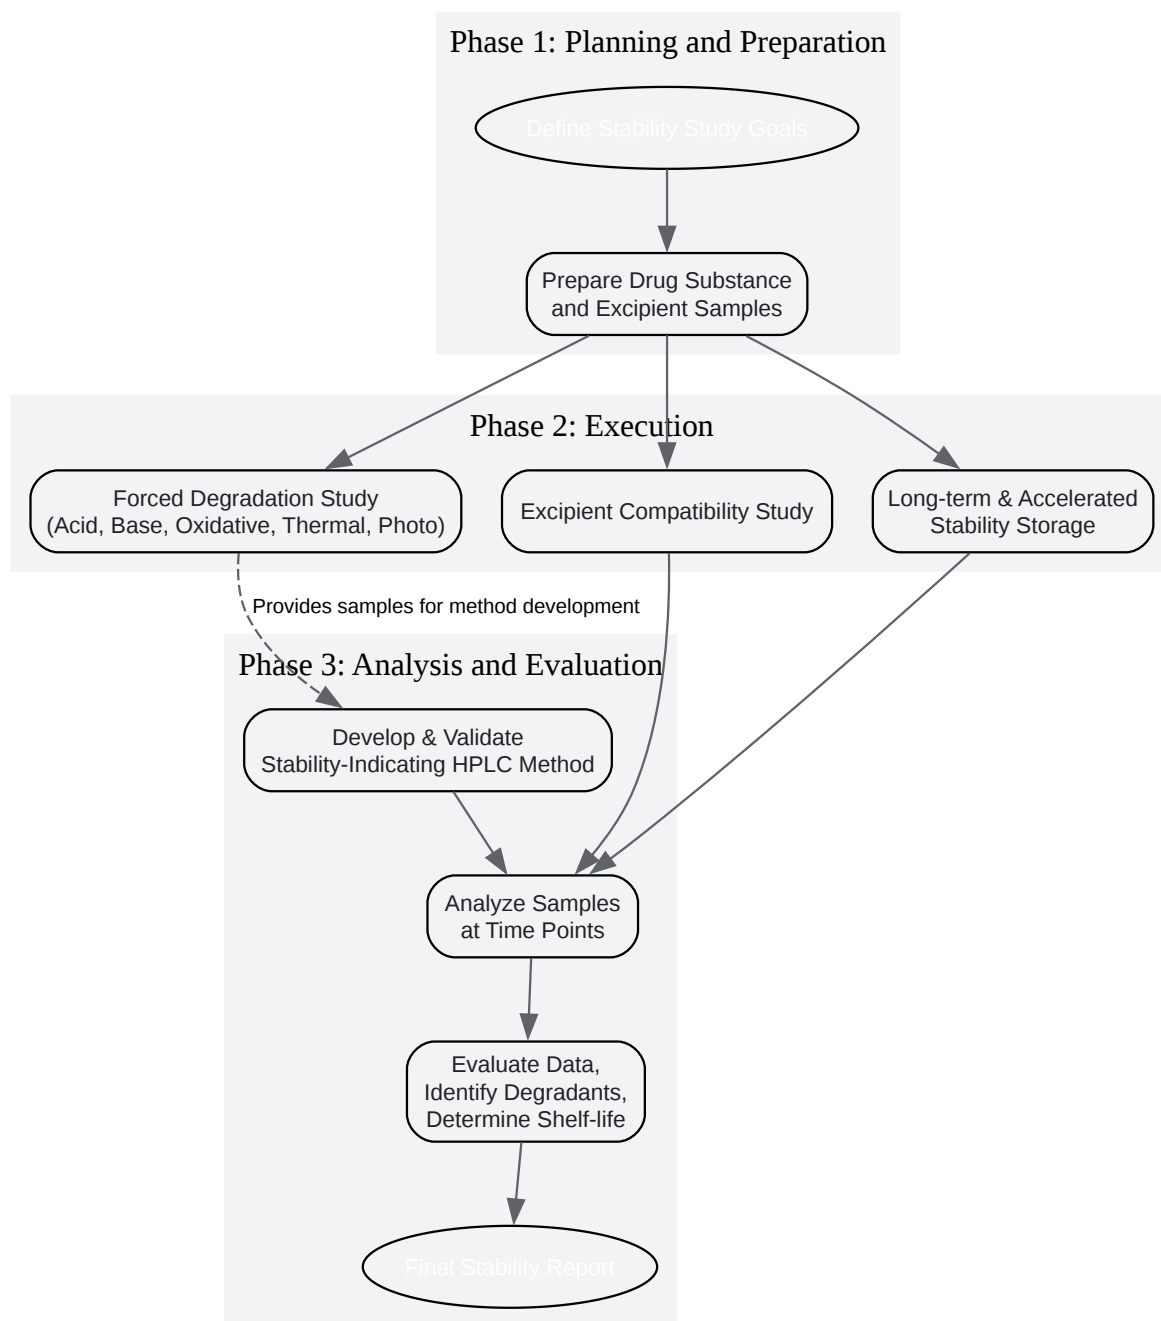 Phase 1: Planning and Preparation
Define Stability Study Goals
Prepare Drug Substance
and Excipient Samples
Phase 2: Execution
Forced Degradation Study
(Acid, Base, Oxidative, Thermal, Photo)
Excipient Compatibility Study
Long-term & Accelerated
Stability Storage
Provides samples for method development
Phase 3: Analysis and Evaluation
Develop & Validate
Stability-Indicating HPLC Method
Analyze Samples
at Time Points
Evaluate Data,
Identify Degradants,
Determine Shelf-life
Final Stability Report